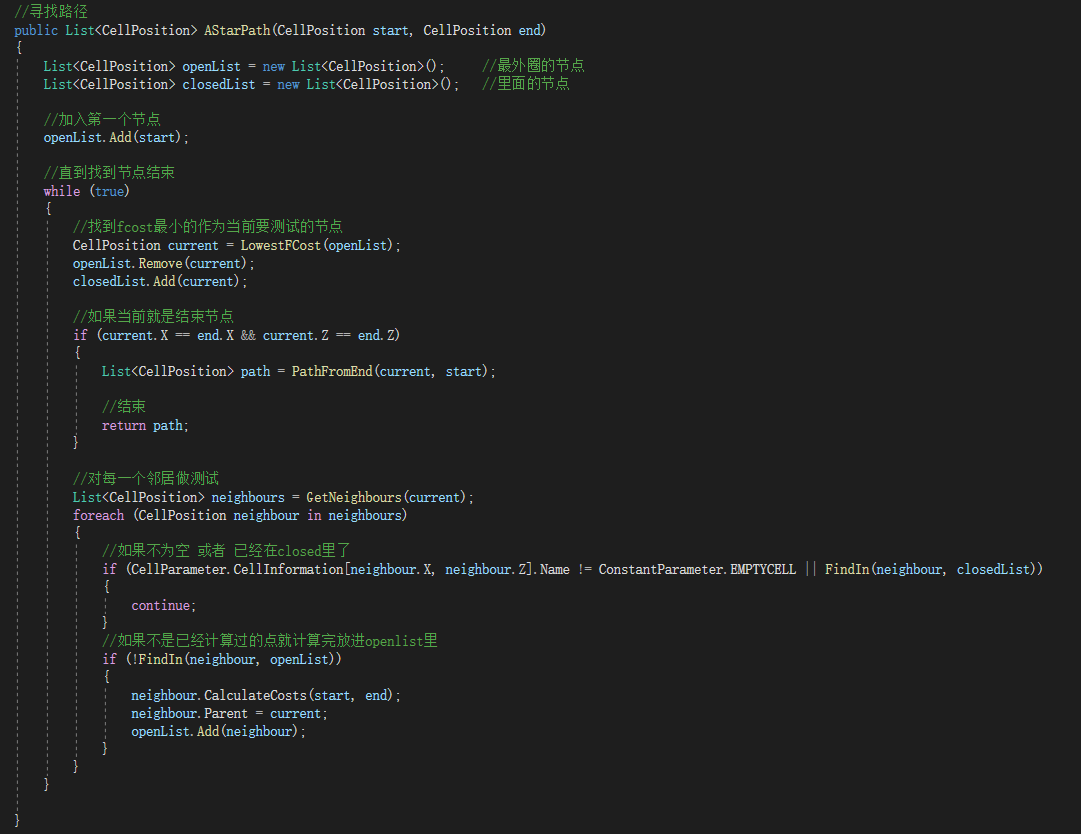 //寻找路径
public List<CellPosition> AStarPath(CellPosition start, CellPosition end)
{
    List<CellPosition> openList = new List<CellPosition>();     //最外圈的节点
    List<CellPosition> closedList = new List<CellPosition>();   //里面的节点

    //加入第一个节点
    openList.Add(start);

    //直到找到节点结束
    while (true)
    {
        //找到fcost最小的作为当前要测试的节点
        CellPosition current = LowestFCost(openList);
        openList.Remove(current);
        closedList.Add(current);

        //如果当前就是结束节点
        if (current.X == end.X && current.Z == end.Z)
        {
            List<CellPosition> path = PathFromEnd(current, start);

            //结束
            return path;
        }

        //对每一个邻居做测试
        List<CellPosition> neighbours = GetNeighbours(current);
        foreach (CellPosition neighbour in neighbours)
        {
            //如果不为空 或者 已经在closed里了
            if (CellParameter.CellInformation[neighbour.X, neighbour.Z].Name != ConstantParameter.EMPTYCELL || FindIn(neighbour, closedList))
            {
                continue;
            }
            //如果不是已经计算过的点就计算完放进openlist里
            if (!FindIn(neighbour, openList))
            {
                neighbour.CalculateCosts(start, end);
                neighbour.Parent = current;
                openList.Add(neighbour);
            }
        }
    }

}